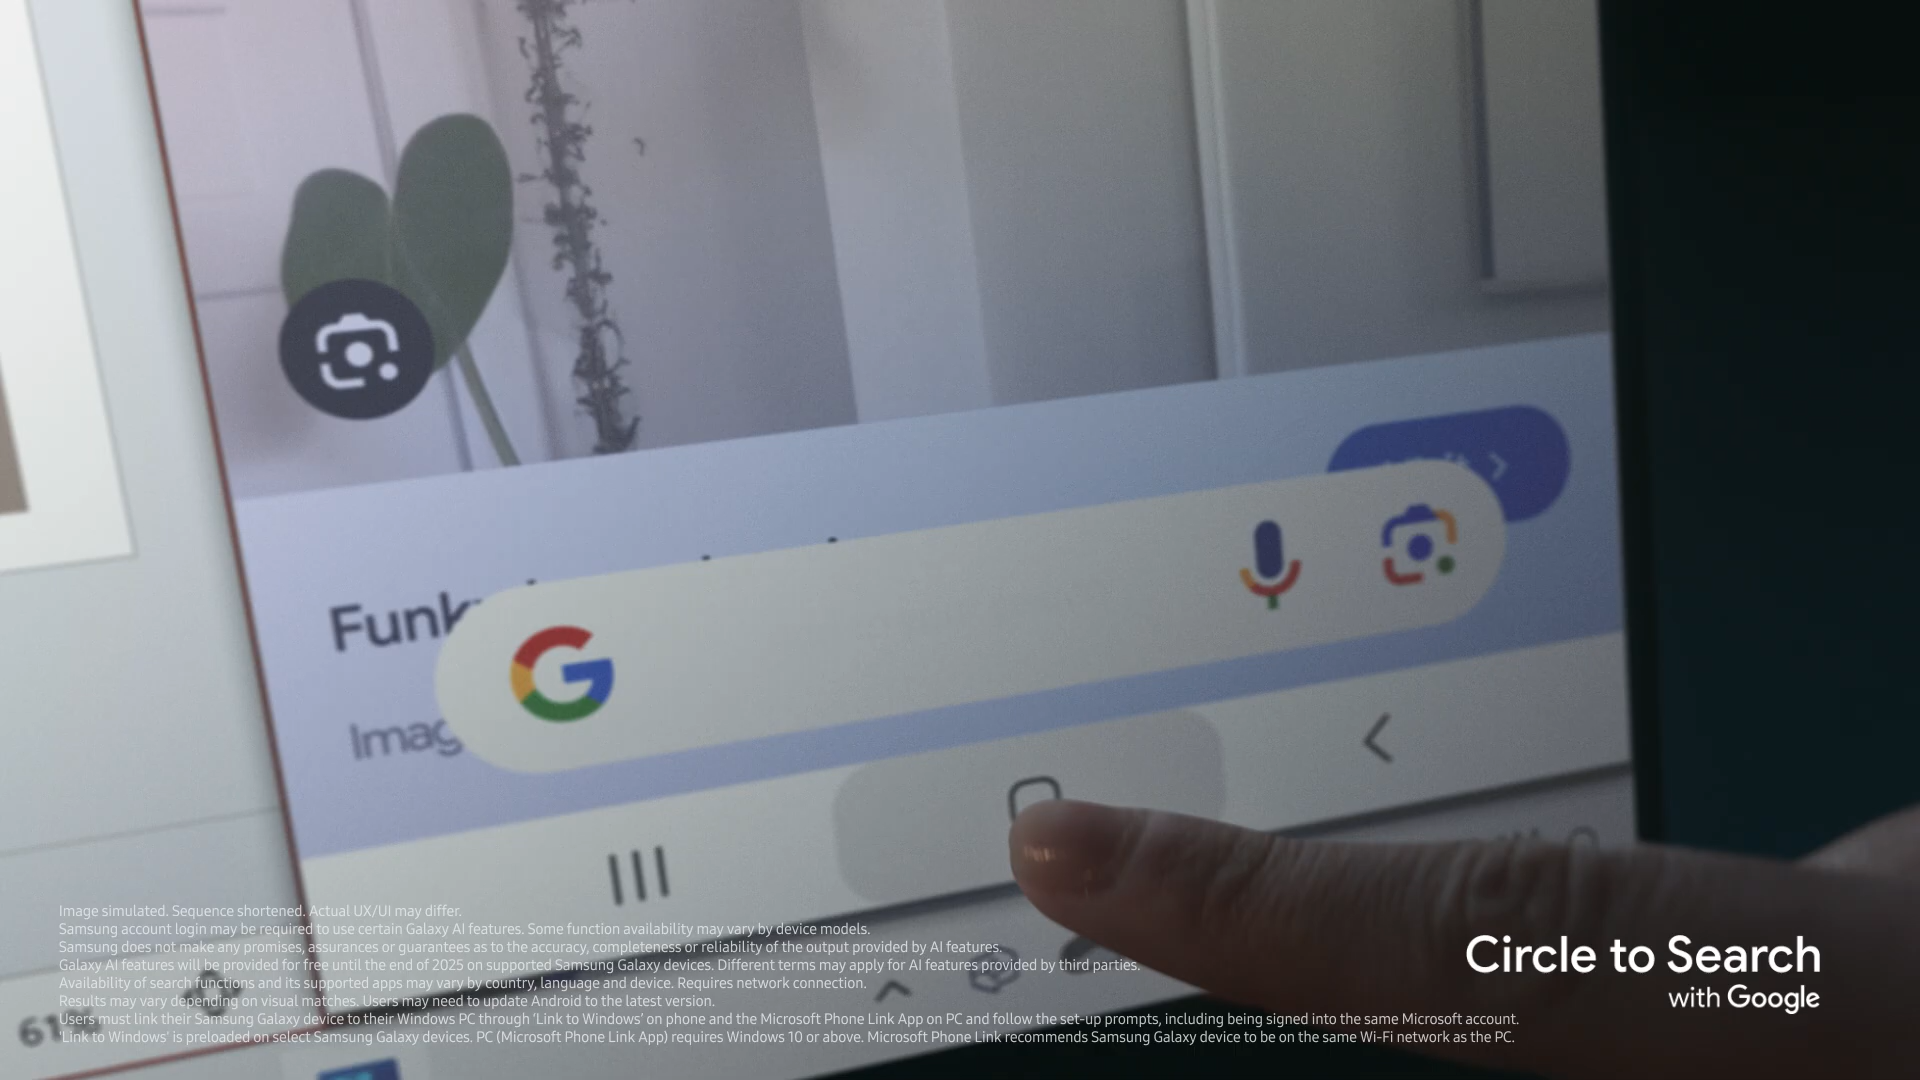 Funk
Imag
Image simulated. Sequence shortened. Actual UX/UI may differ.
Samsung account login may be required to use certain Galaxy AI features. Some function availability may vary by device models.
Samsung does not make any promises, assurances or guarantees as to the accuracy, completeness or reliability of the output provided by AI features.
Galaxy AI features will be provided for free until the end of 2025 on supported Samsung Galaxy devices. Different terms may apply for AI features provided by third parties.
Availability of search functions and its supported apps may vary by country, language and device. Requires network connection.
Results may vary depending on visual matches. Users may need to update Android to the latest version.
Users must link their Samsung Galaxy device to their Windows PC through 'Link to Windows' on phone and the Microsoft Phone Link App on PC and follow the set-up prompts, including being signed into the same Microsoft account.
'Link to Windows' is preloaded on select Samsung Galaxy devices. PC (Microsoft Phone Link App) requires Windows 10 or above. Microsoft Phone Link recommends Samsung Galaxy device to be on the same Wi-Fi network as the PC.
Circle to Search
with Google